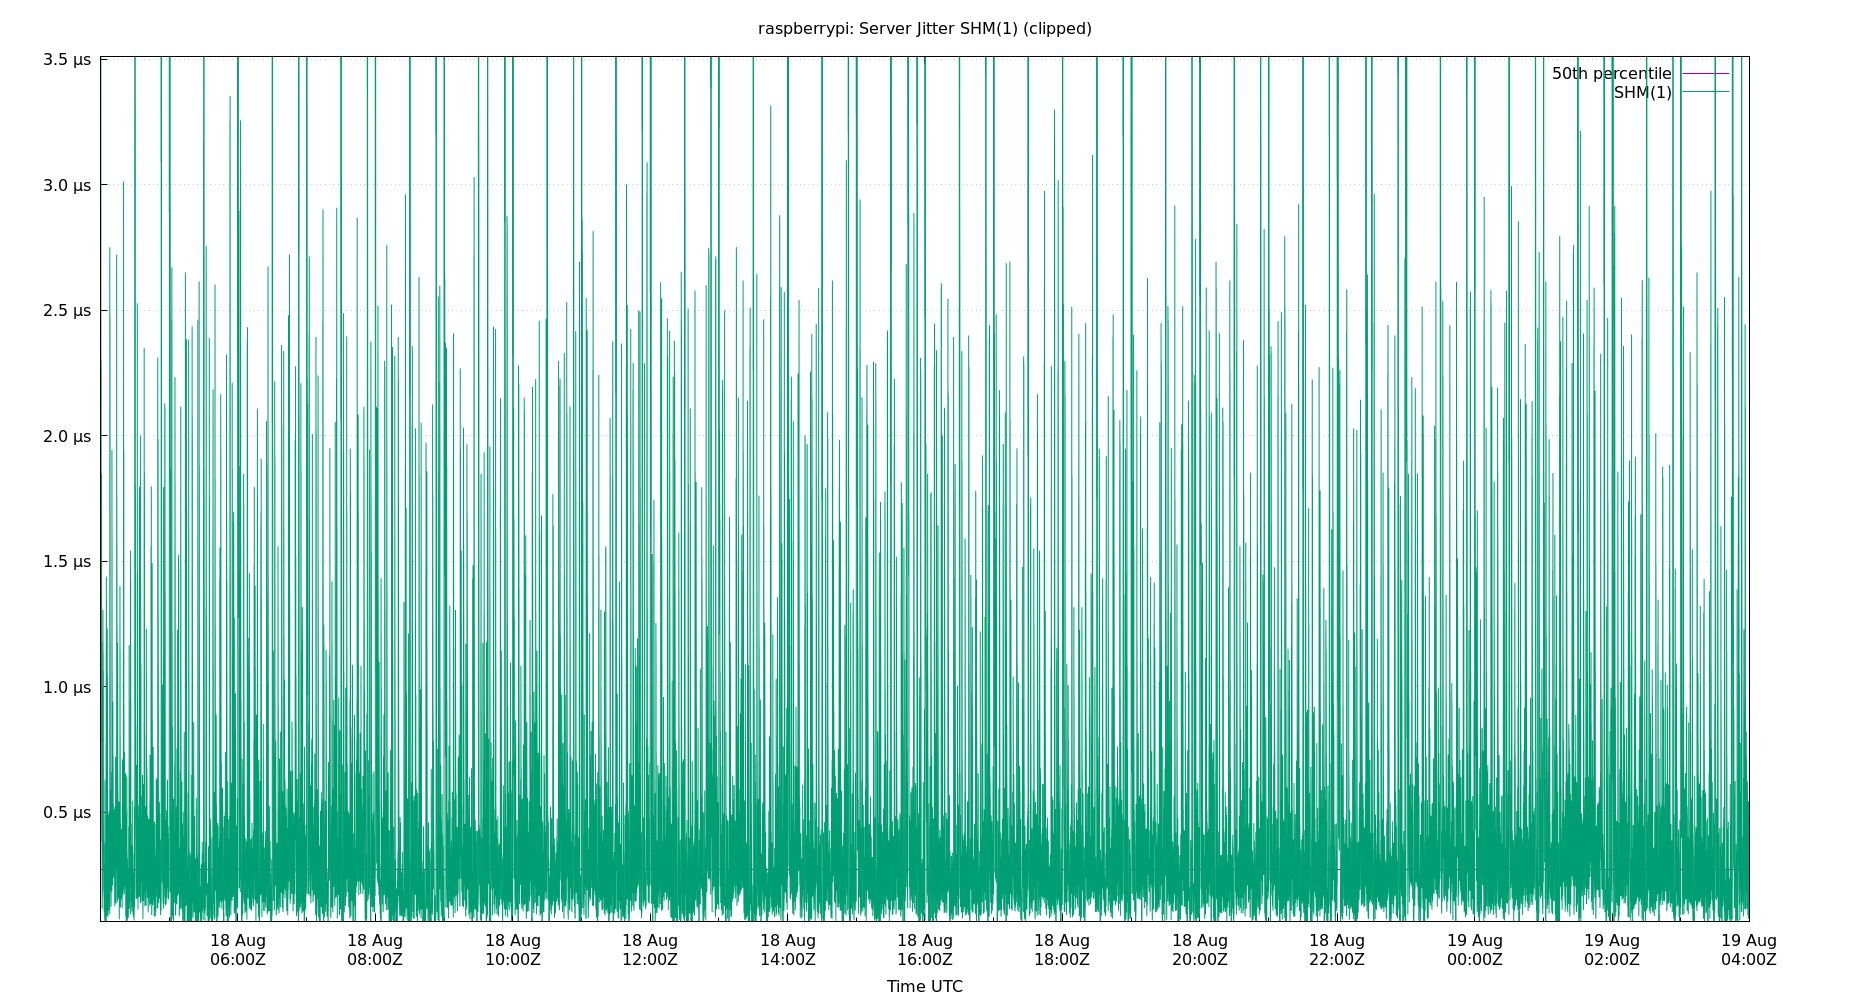 raspberrypi: Server Jitter SHM(1) (clipped)
3.5 µs
3.0 µs
2.5 µs
2.0 µs
1.5 µs
1.0 µs
0.5 µs
50th percentile
SHM(1)
18 Aug 18 Aug 18 Aug 18 Aug 18 Aug 18 Aug 18 Aug 18 Aug 18 Aug 19 Aug 19 Aug 19 Aug
06:00Z 08:00Z 10:00Z 12:00Z 14:00Z 16:00Z 18:00Z 20:00Z 22:00Z 00:00Z 02:00Z 04:00Z
Time UTC